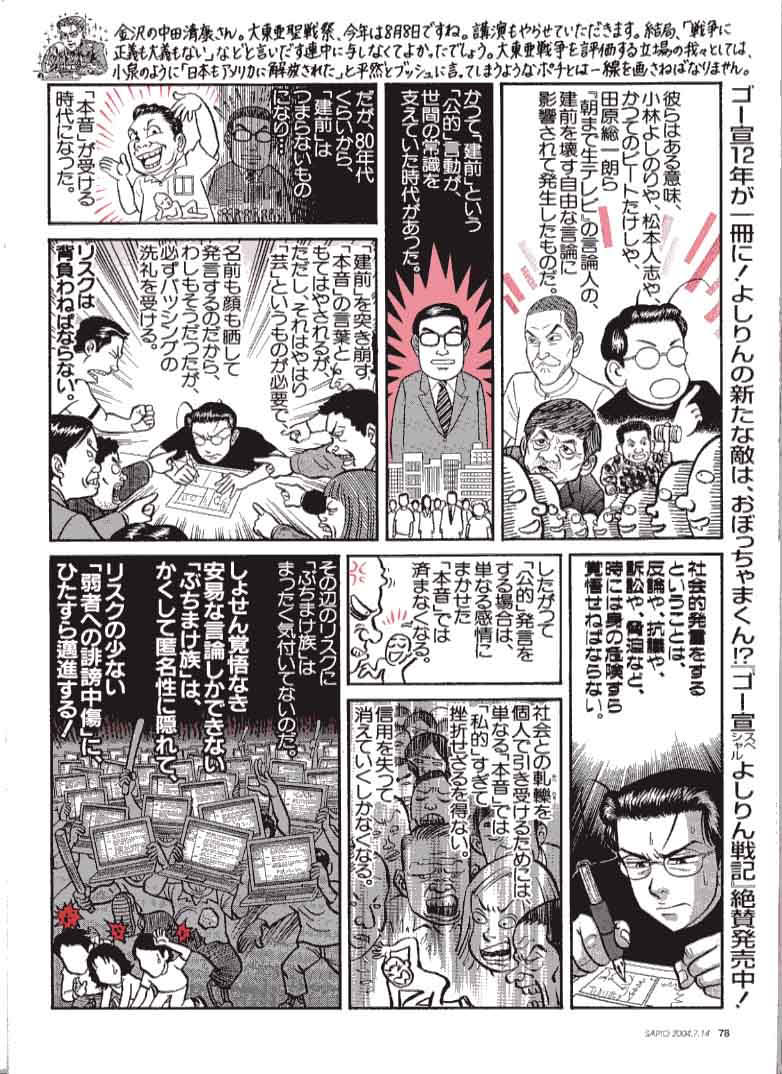 金沢の中田清康さん。大東亜聖戦祭、今年は8月8日ですね。講演もやらせていただきます。結局、「戦争に
正義も大義もない」などと言いだす連中に与しなくてよかったでしょう。大東亜戦争を評価する立場の我々としては、
小泉のように「日本もアメリカに解放された」と平然とブッシュに言ってしまうようなポチとは一線を画さねばなりません。
ゴー宣12年が一冊に！よしりんの新たな敵は、おぼっちゃまくん!?『ゴー宣スペシャル よしりん戦記』絶賛発売中！
彼らはある意味、
小林よしのりや、松本人志や、
かつてのビートたけしや、
田原総一朗ら
『朝まで生テレビ』の言論人の、
建前を壊す自由な言論に
影響されて発生したものだ。
かつて「建前」という
「公的」言動が、
世間の常識を
支えていた時代があった。
だが、80年代
くらいから、
「建前」は
つまらないもの
になり…
「本音」が受ける
時代になった。
「建前」を突き崩す、
「本音」の言葉と
もてはやされるが、
ただし、それはやはり
「芸」というものが必要で、
名前も顔も晒して
発言するのだから、
わしもそうだったが、
必ずバッシングの
洗礼を受ける。
リスクは
背負わねばならない。
社会的発言をする
ということは、
反論や、抗議や、
訴訟や、脅迫など、
時には身の危険すら
覚悟せねばならない。
したがって
「公的」発言を
する場合は、
単なる感情に
まかせた
「本音」では
済まなくなる。
社会との軋轢を
個人で引き受けるためには、
単なる「本音」では
「私的」すぎて
挫折せざるを得ない。
信用を失って
消えていくしかなくなる。
その辺のリスクに
「ぶちまけ族」は
まったく気付いてないのだ。
しょせん覚悟なき
安易な言論しかできない
「ぶちまけ族」は、
かくして匿名性に隠れて、
リスクの少ない
「弱者への誹謗中傷」に、
ひたすら邁進する！
SAPIO 2004.7.14 78